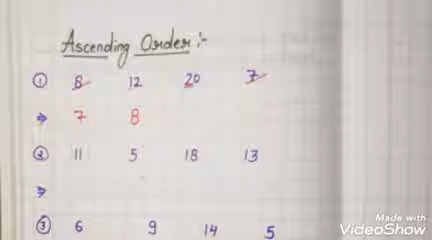 Ascending Order:-
① 8 12 20 7
⇒ 7 8
② 11 5 18 13
⇒
③ 6 9 14 5
Made with
VideoShow